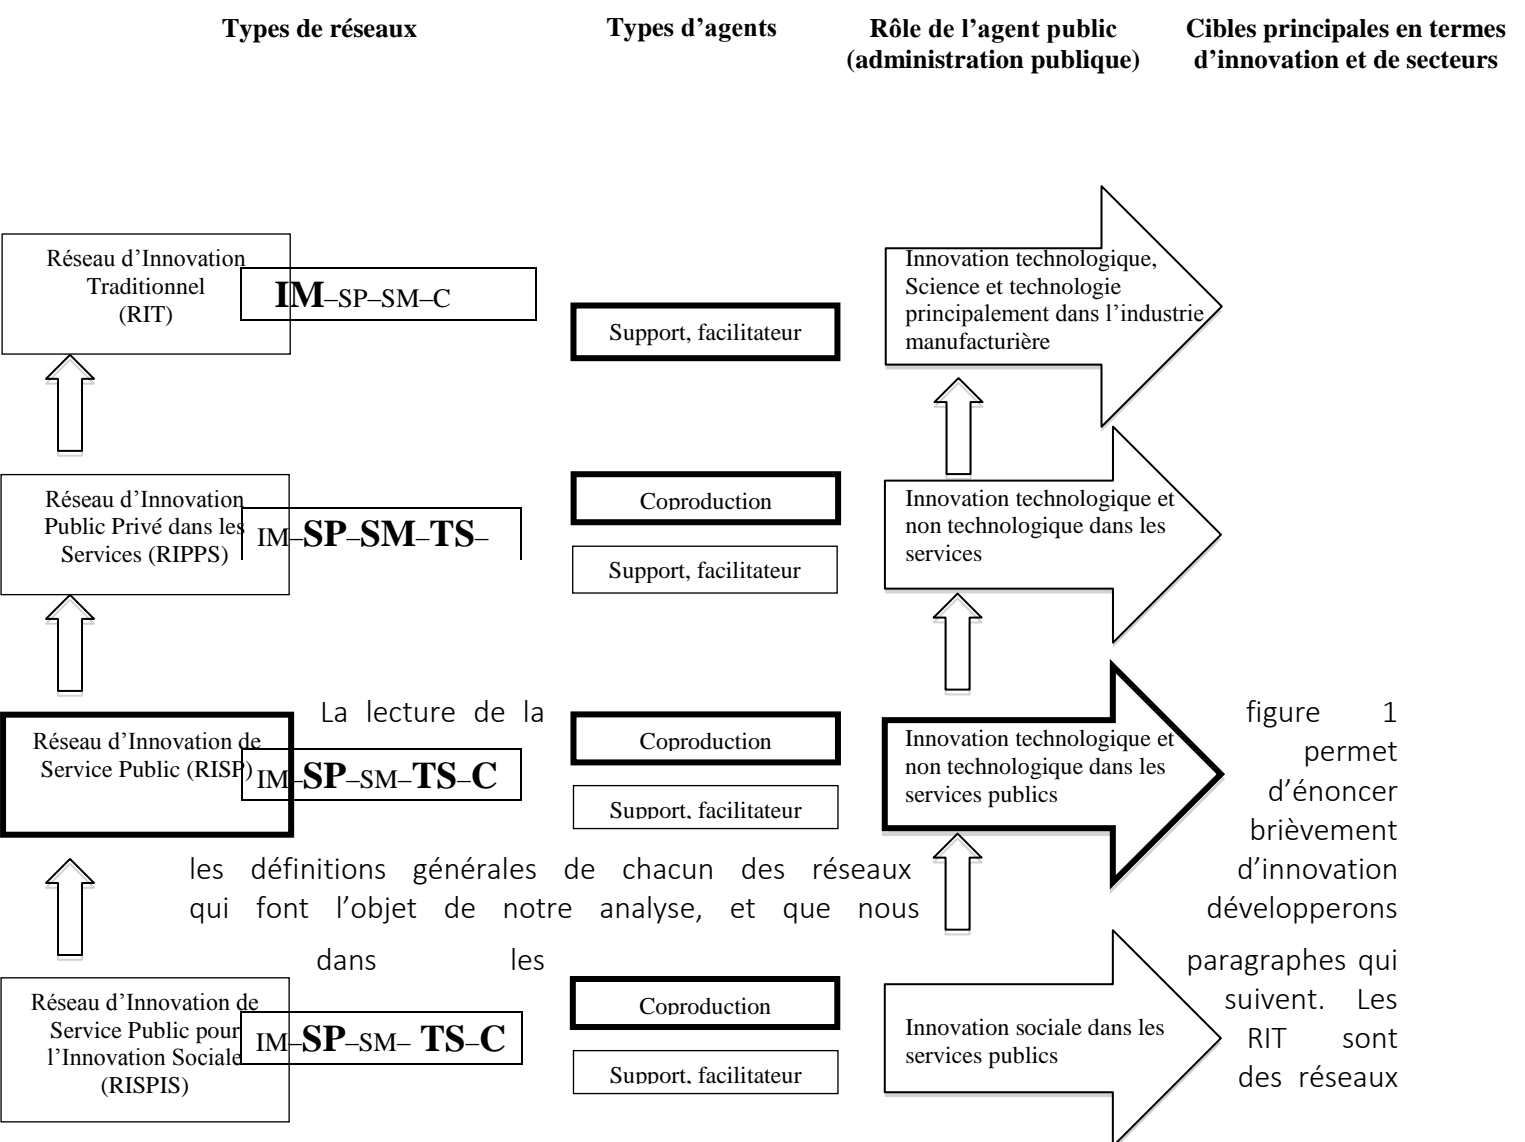 Types de réseaux
Types d’agents
Rôle de l’agent public
(administration publique)
Cibles principales en termes
d’innovation et de secteurs
Réseau d’Innovation
Traditionnel
(RIT)
IM–SP–SM–C
Support, facilitateur
Innovation technologique,
Science et technologie
principalement dans l’industrie
manufacturière
Réseau d’Innovation
Public Privé dans les
Services (RIPPS)
IM–SP–SM–TS–
Coproduction
Support, facilitateur
Innovation technologique et
non technologique dans les
services
La lecture de la
figure 1
permet
d’énoncer
brièvement
Réseau d’Innovation de
Service Public (RISP)
IM–SP–SM–TS–C
Coproduction
Support, facilitateur
Innovation technologique et
non technologique dans les
services publics
les définitions générales de chacun des réseaux d’innovation
qui font l’objet de notre analyse, et que nous développerons
dans les paragraphes qui
suivent. Les
RIT sont
des réseaux
Réseau d’Innovation de
Service Public pour
l’Innovation Sociale
(RISPIS)
IM–SP–SM– TS–C
Coproduction
Support, facilitateur
Innovation sociale dans les
services publics